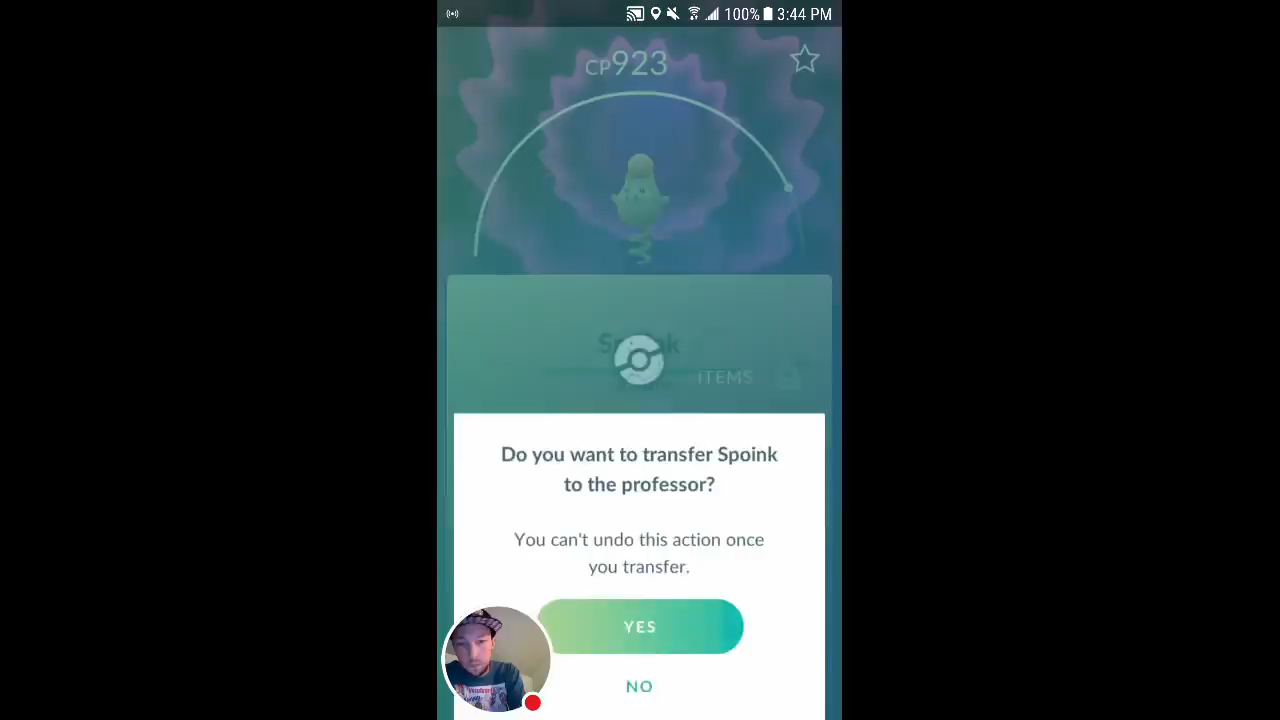 100% 3:44 PM
CP923
ITEMS
Do you want to transfer Spoink
to the professor?
You can't undo this action once
you transfer.
YES
NO